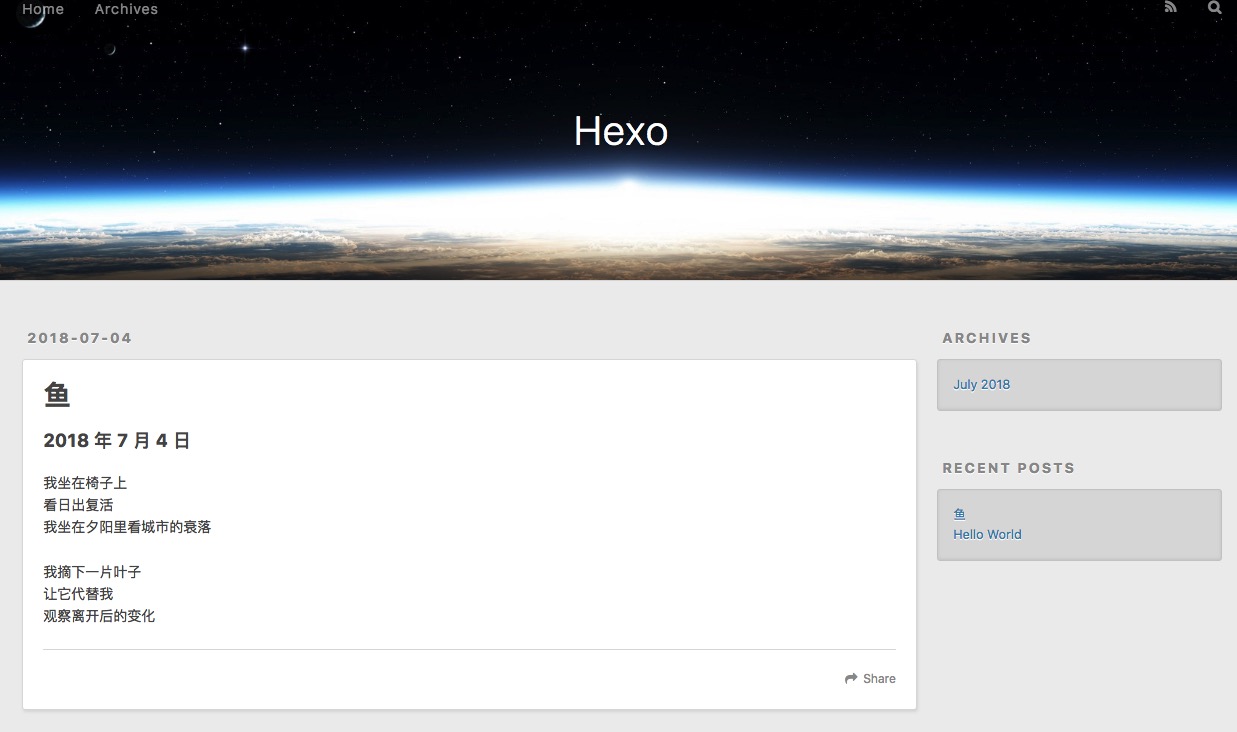 Home Archives
Hexo
2018-07-04
鱼
2018 年 7 月 4 日
我坐在椅子上
看日出复活
我坐在夕阳里看城市的衰落
我摘下一片叶子
让它代替我
观察离开后的变化
Share
ARCHIVES
July 2018
RECENT POSTS
鱼
Hello World